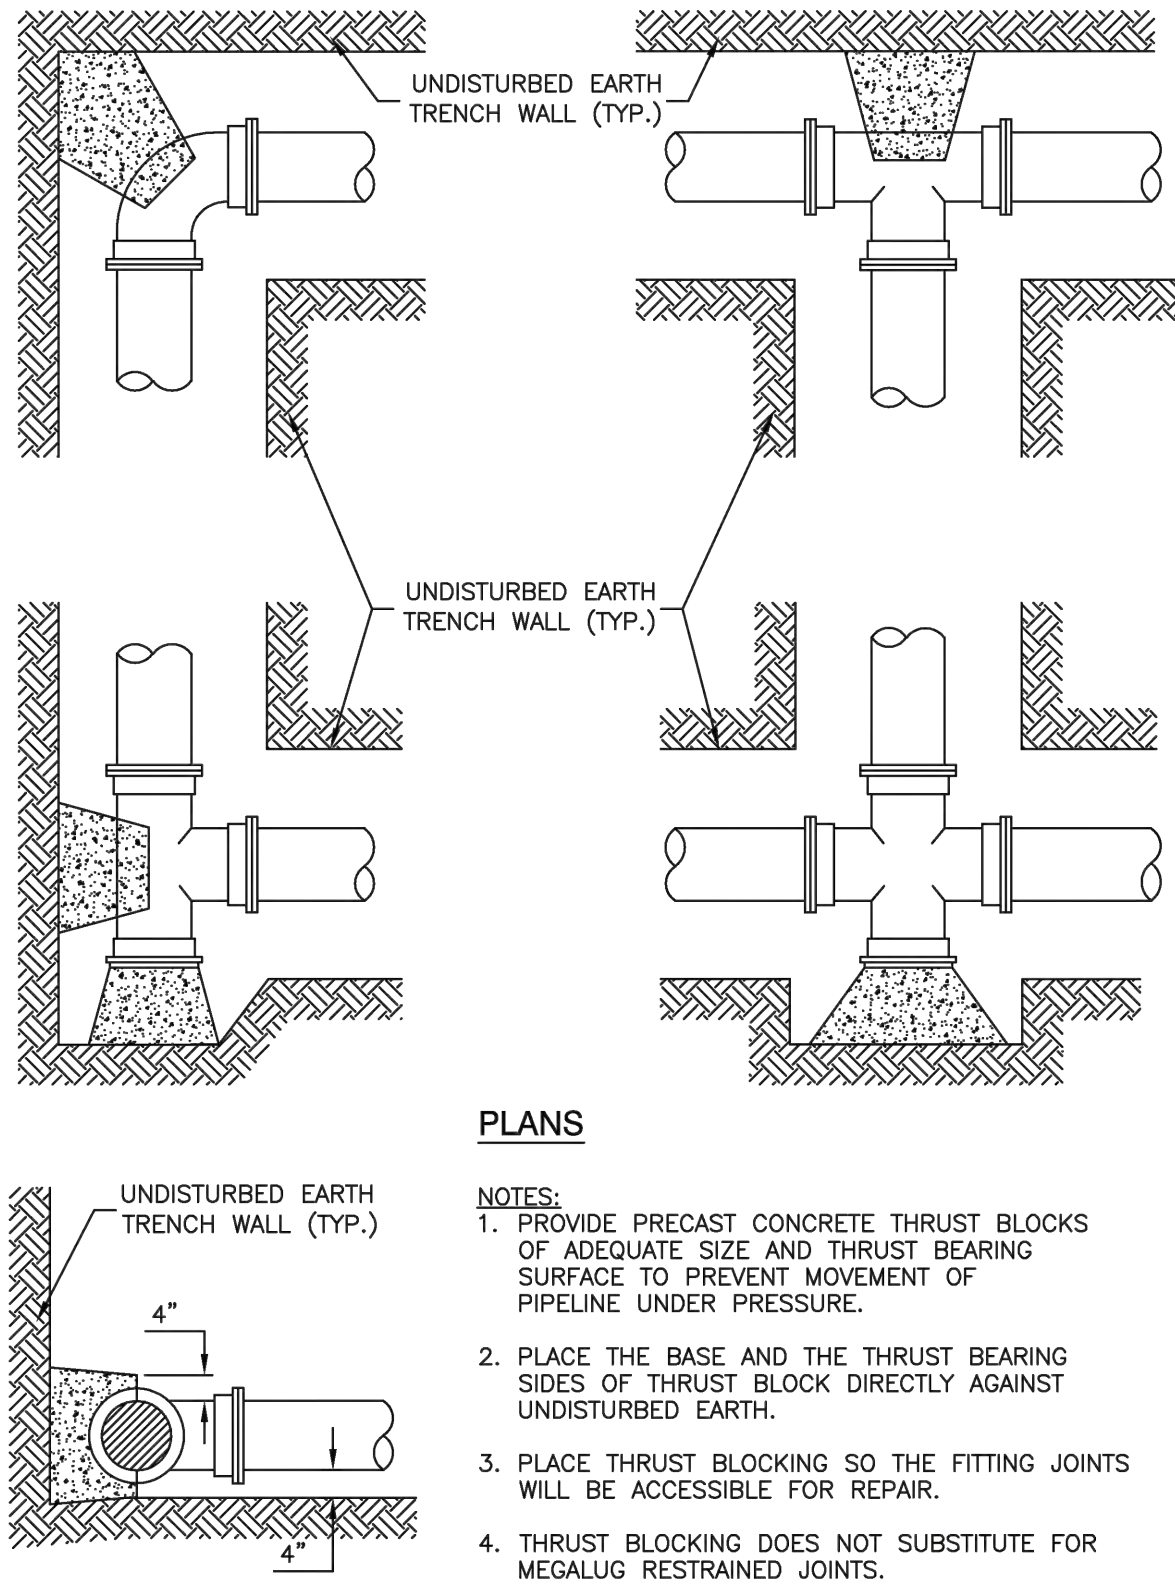 UNDISTURBED EARTH
TRENCH WALL (TYP.)
UNDISTURBED EARTH
TRENCH WALL (TYP.)
PLANS
UNDISTURBED EARTH
TRENCH WALL (TYP.)
4"
4"
NOTES:
1. PROVIDE PRECAST CONCRETE THRUST BLOCKS
OF ADEQUATE SIZE AND THRUST BEARING
SURFACE TO PREVENT MOVEMENT OF
PIPELINE UNDER PRESSURE.
2. PLACE THE BASE AND THE THRUST BEARING
SIDES OF THRUST BLOCK DIRECTLY AGAINST
UNDISTURBED EARTH.
3. PLACE THRUST BLOCKING SO THE FITTING JOINTS
WILL BE ACCESSIBLE FOR REPAIR.
4. THRUST BLOCKING DOES NOT SUBSTITUTE FOR
MEGALUG RESTRAINED JOINTS.